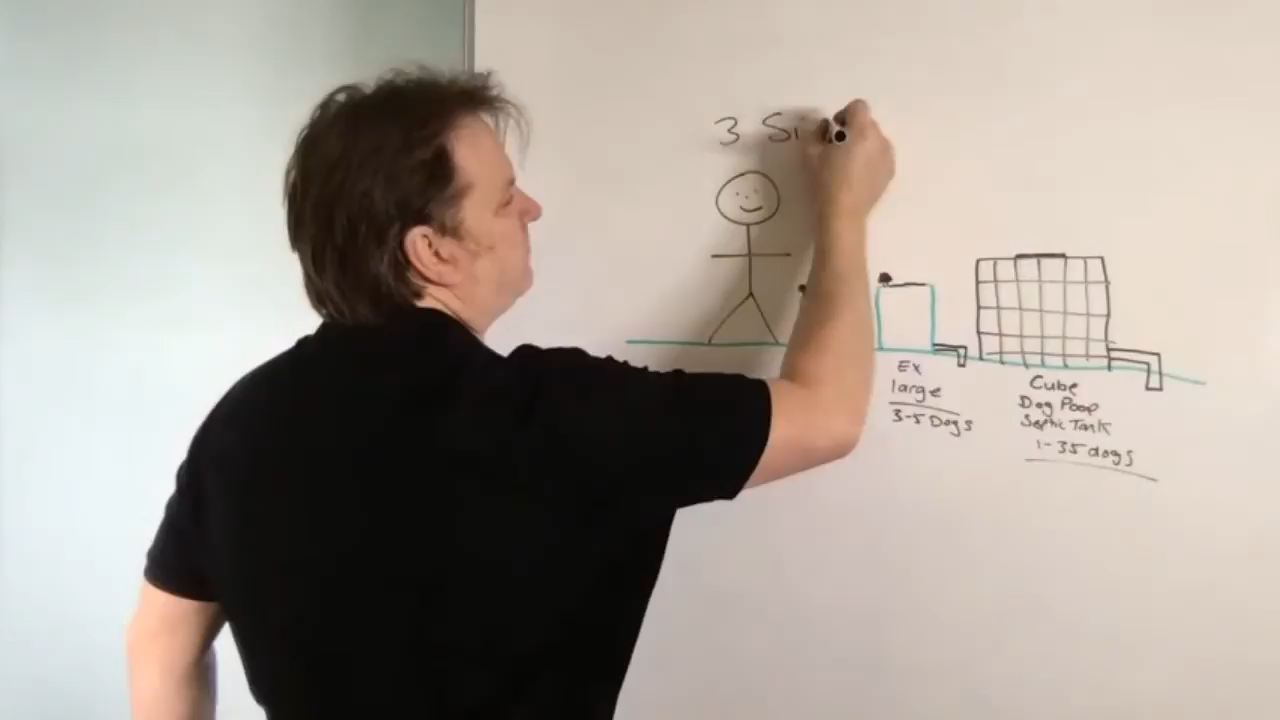 3 Si
Ex
large
3-5 Dogs
Cube
Dog Poop
Septic Tank
1-35 dogs